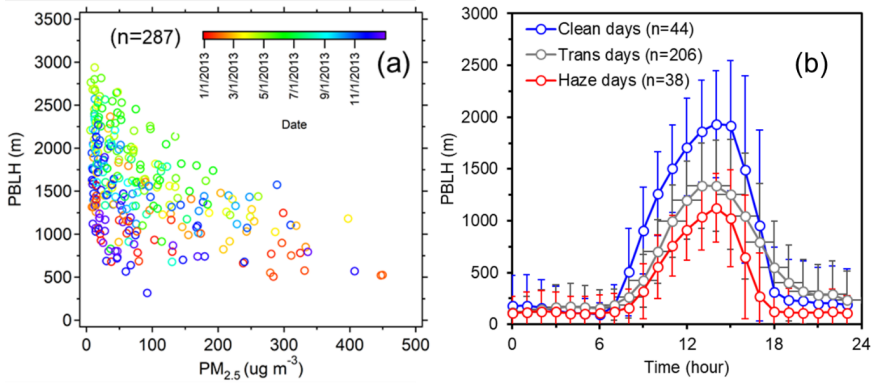 3500
3000
2500
2000
1500
1000
500
0
PBLH (m)
(n=287)
(a)
1/1/2013
3/1/2013
5/1/2013
7/1/2013
9/1/2013
11/1/2013
Date
0 100 200 300 400 500
PM2.5 (ug m-3)
3000
2500
2000
1500
1000
500
0
PBLH (m)
Clean days (n=44)
Trans days (n=206)
Haze days (n=38)
(b)
0 6 12 18 24
Time (hour)